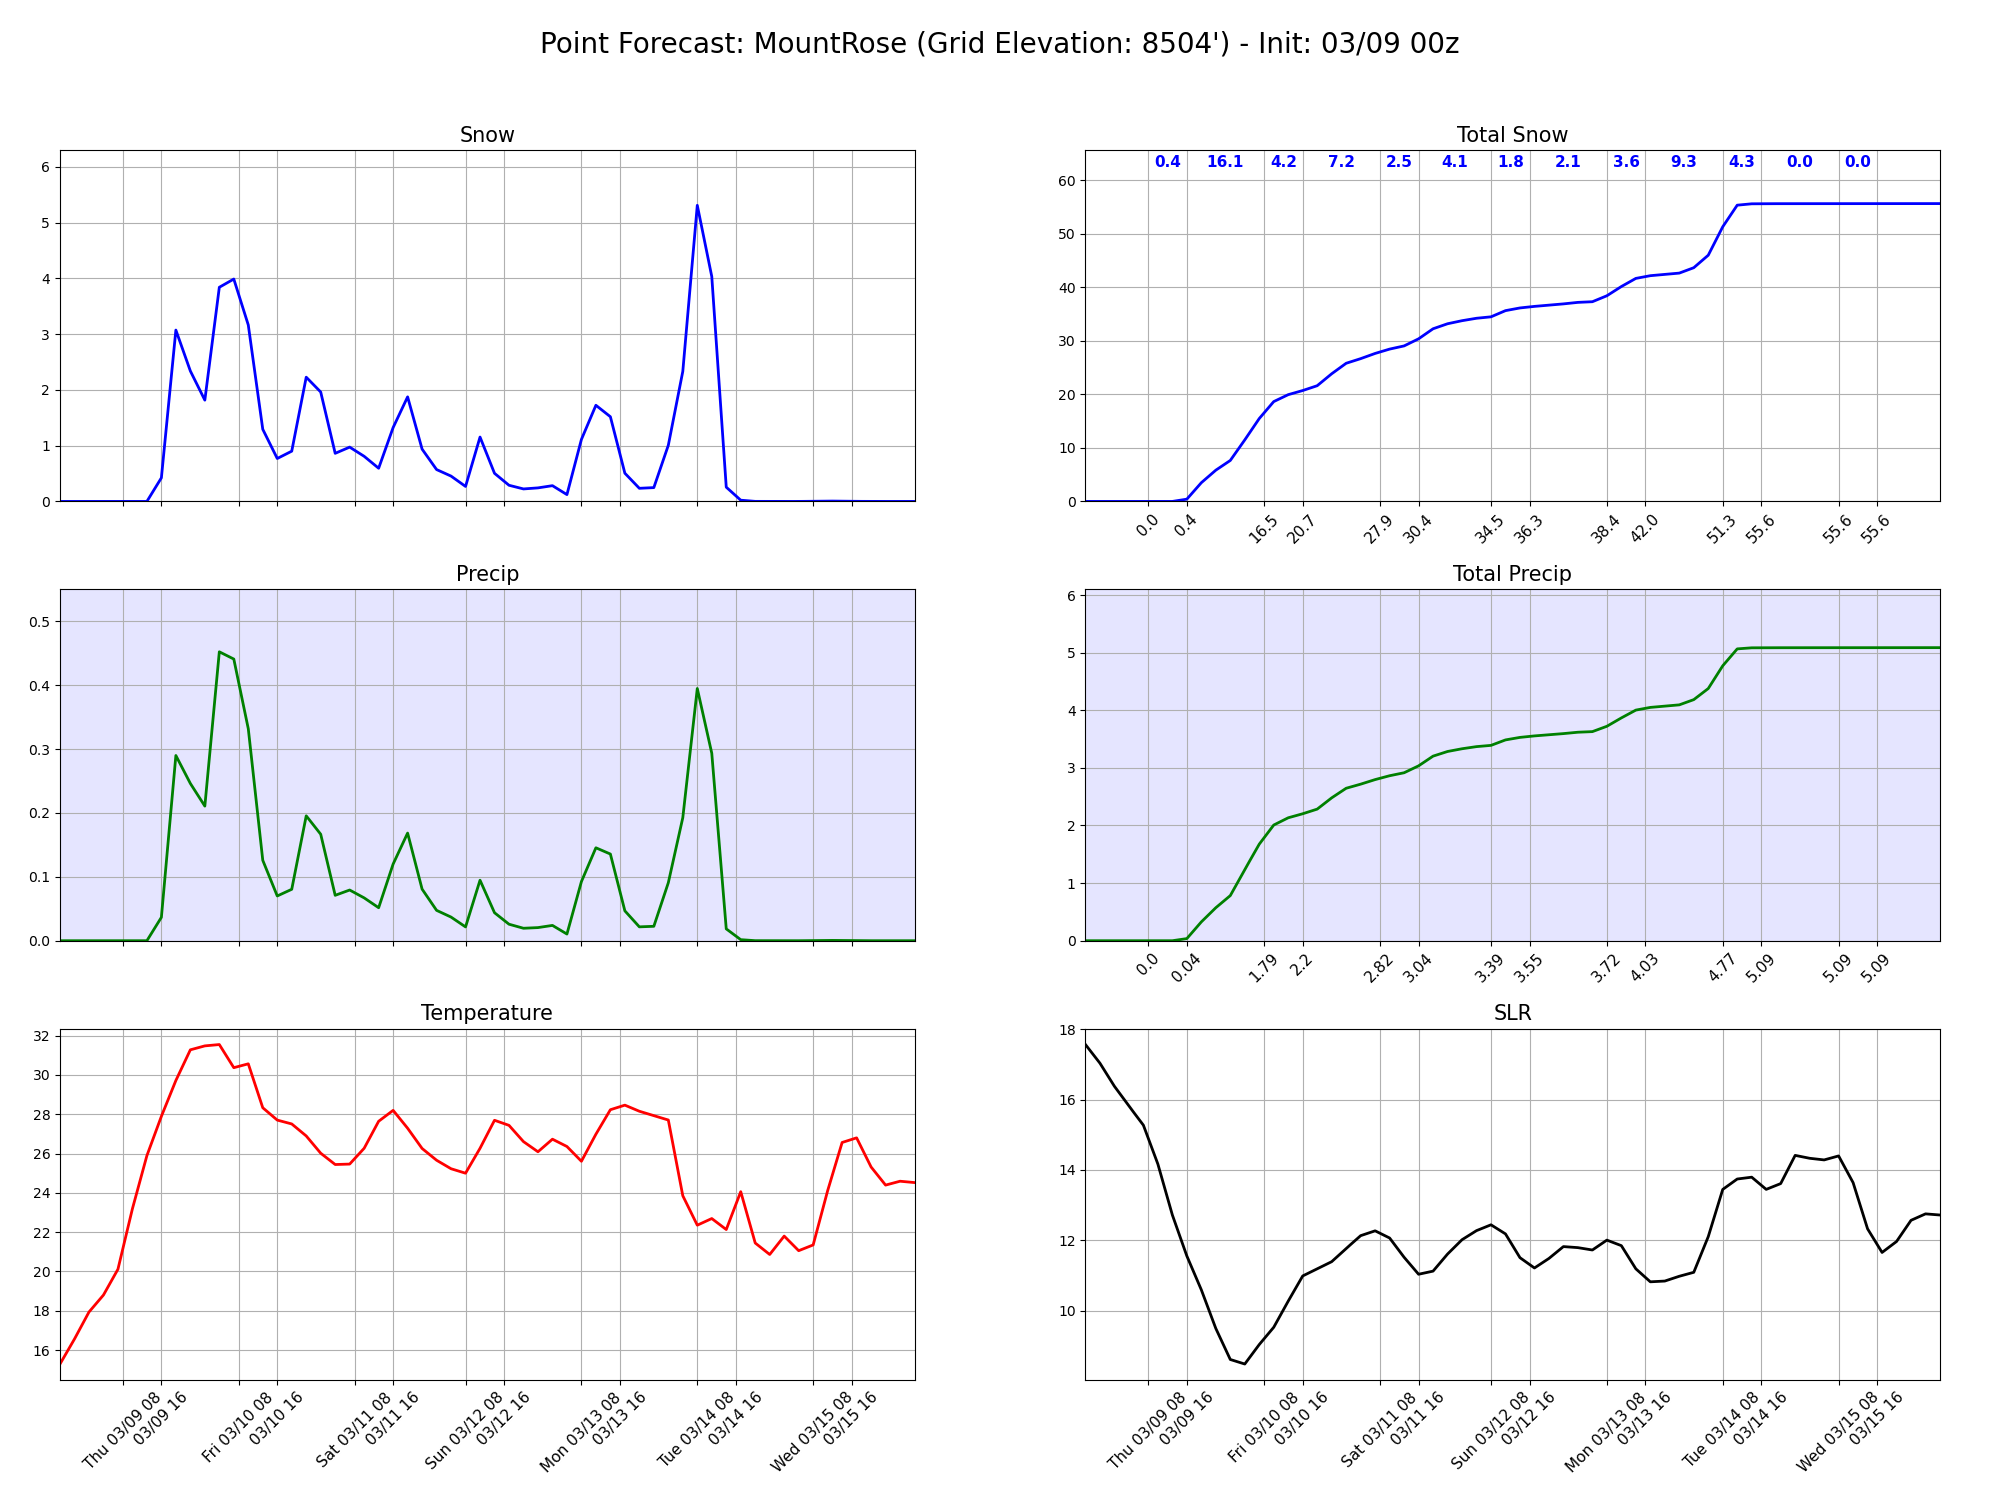 Point Forecast: MountRose (Grid Elevation: 8504') - Init: 03/09 00z
Snow
6
5
4
3
2
1
0
Total Snow
0.4 16.1 4.2 7.2 2.5 4.1 1.8 2.1 3.6 9.3 4.3 0.0 0.0
60
50
40
30
20
10
0
0.0 0.4 16.5 20.7 27.9 30.4 34.5 36.3 38.4 42.0 51.3 55.6 55.6 55.6
Precip
0.5
0.4
0.3
0.2
0.1
0.0
Total Precip
6
5
4
3
2
1
0
0.0 0.04 1.79 2.2 2.82 3.04 3.39 3.55 3.72 4.03 4.77 5.09 5.09 5.09
Temperature
32
30
28
26
24
22
20
18
16
Thu 03/09 08
03/09 16
Fri 03/10 08
03/10 16
Sat 03/11 08
03/11 16
Sun 03/12 08
03/12 16
Mon 03/13 08
03/13 16
Tue 03/14 08
03/14 16
Wed 03/15 08
03/15 16
SLR
18
16
14
12
10
Thu 03/09 08
03/09 16
Fri 03/10 08
03/10 16
Sat 03/11 08
03/11 16
Sun 03/12 08
03/12 16
Mon 03/13 08
03/13 16
Tue 03/14 08
03/14 16
Wed 03/15 08
03/15 16